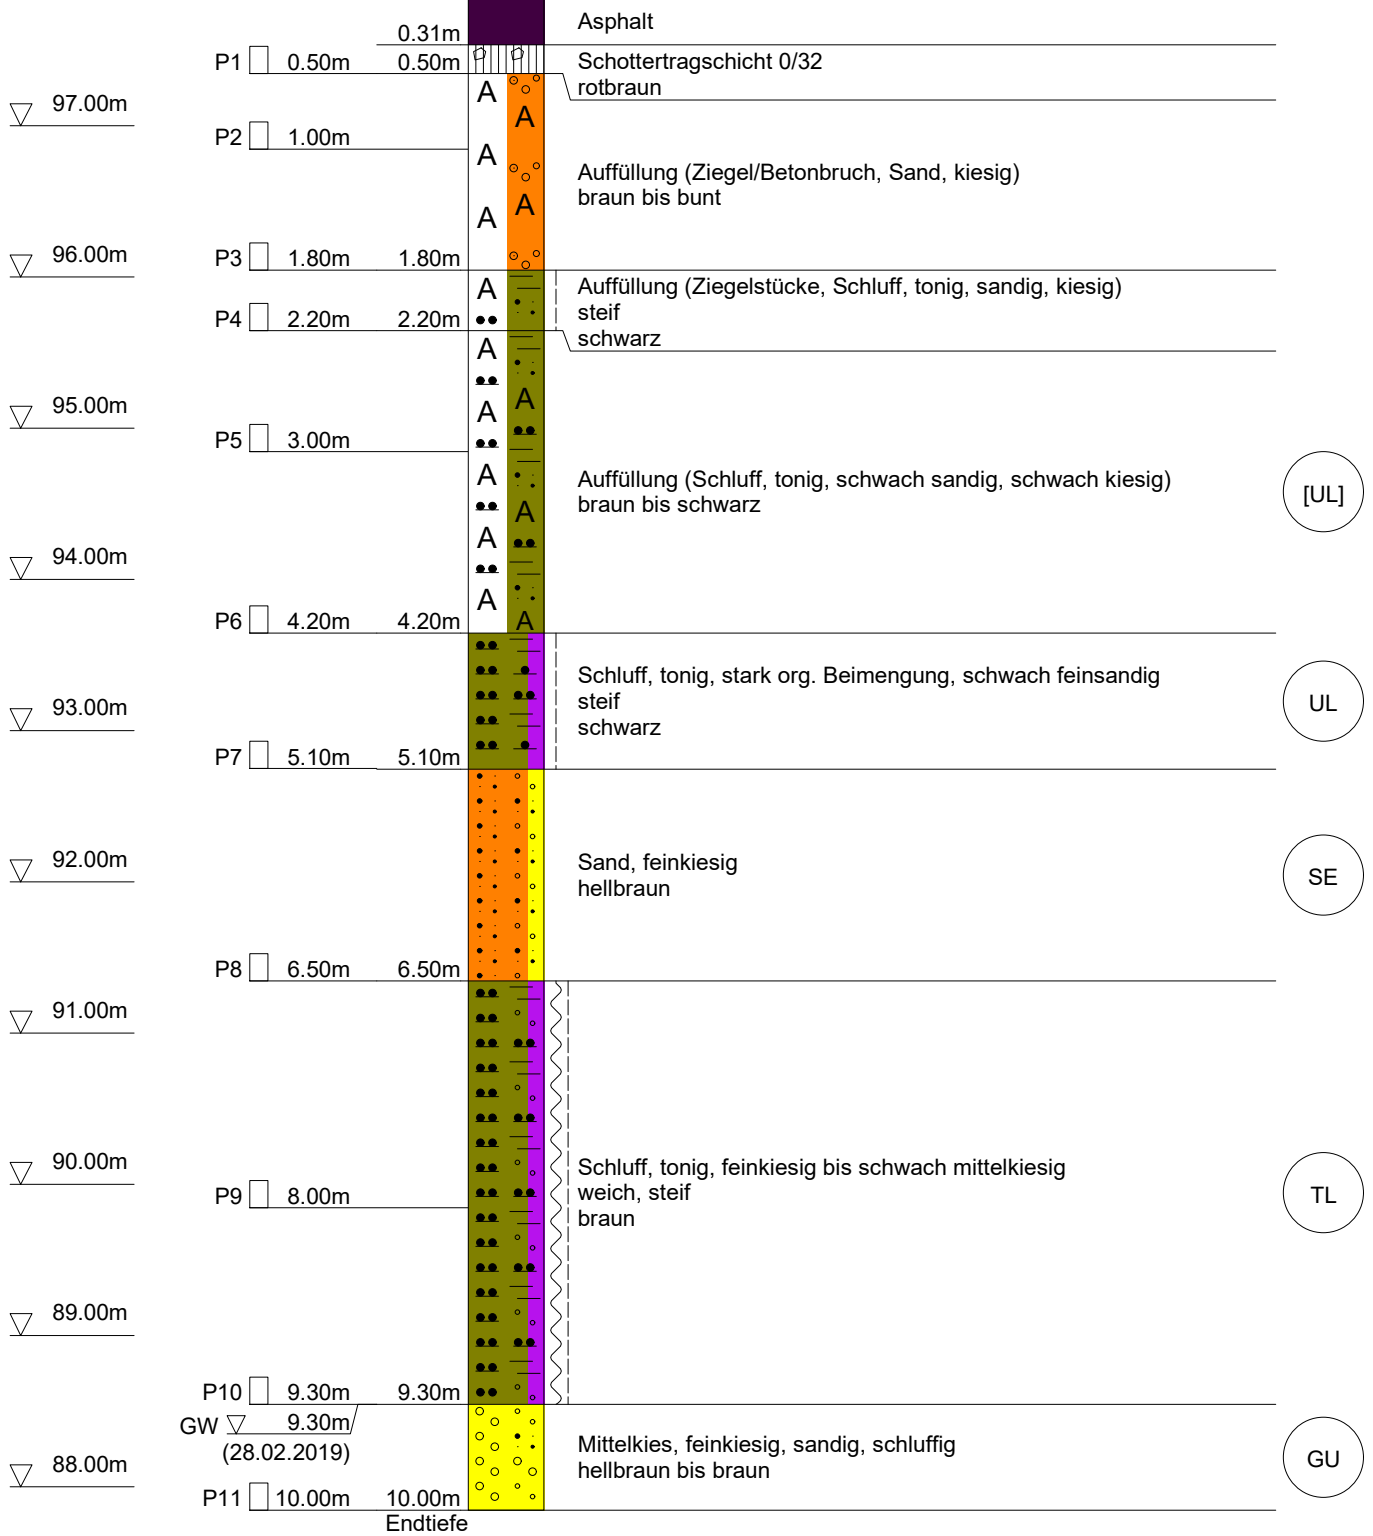 Asphalt
0.31m
P1 0.50m 0.50m
Schottertragschicht 0/32
rotbraun
97.00m
A
A
P2 1.00m
A
Auffüllung (Ziegel/Betonbruch, Sand, kiesig)
braun bis bunt
A
A
96.00m
P3 1.80m 1.80m
A
Auffüllung (Ziegelstücke, Schluff, tonig, sandig, kiesig)
steif
schwarz
P4 2.20m 2.20m
A
95.00m
A
A
P5 3.00m
A
Auffüllung (Schluff, tonig, schwach sandig, schwach kiesig)
braun bis schwarz
[UL]
A
A
94.00m
A
P6 4.20m 4.20m
A
Schluff, tonig, stark org. Beimengung, schwach feinsandig
steif
schwarz
UL
93.00m
P7 5.10m 5.10m
92.00m
Sand, feinkiesig
hellbraun
SE
P8 6.50m 6.50m
91.00m
90.00m
Schluff, tonig, feinkiesig bis schwach mittelkiesig
weich, steif
braun
TL
P9 8.00m
89.00m
P10 9.30m 9.30m
GW 9.30m
(28.02.2019)
Mittelkies, feinkiesig, sandig, schluffig
hellbraun bis braun
GU
88.00m
P11 10.00m 10.00m
Endtiefe